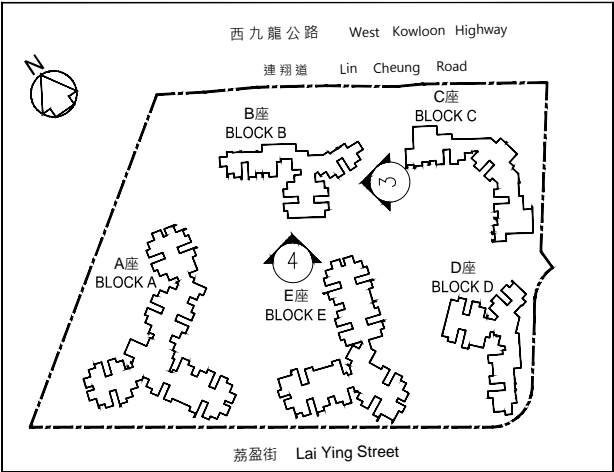 西九龍公路 West Kowloon Highway
連翔道 Lin Cheung Road
N
B座
BLOCK B
C座
BLOCK C
3
A座
BLOCK A
4
E座
BLOCK E
D座
BLOCK D
荔盈街 Lai Ying Street